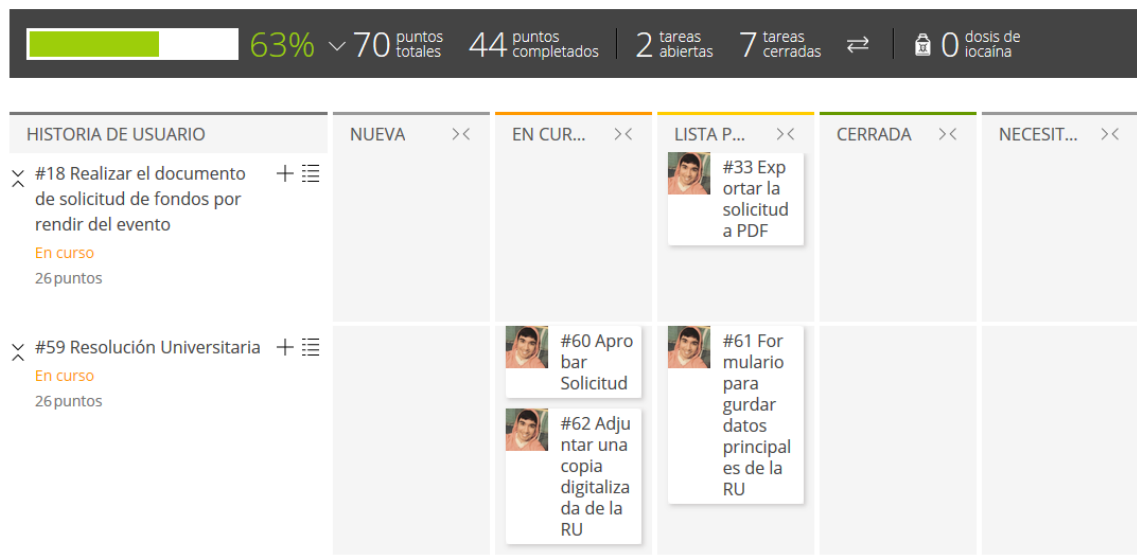 63% 70 puntos totales 44 puntos completados 2 tareas abiertas 7 tareas cerradas 0 dosis de iocaína
HISTORIA DE USUARIO NUEVA EN CUR... LISTA P... CERRADA NECESIT...
#18 Realizar el documento
de solicitud de fondos por
rendir del evento
En curso
26 puntos
#33 Exp
ortar la
solicitud
a PDF
#59 Resolución Universitaria
En curso
26 puntos
#60 Apro
bar
Solicitud
#62 Adju
ntar una
copia
digitaliza
da de la
RU
#61 For
mulario
para
gurdar
datos
principal
es de la
RU